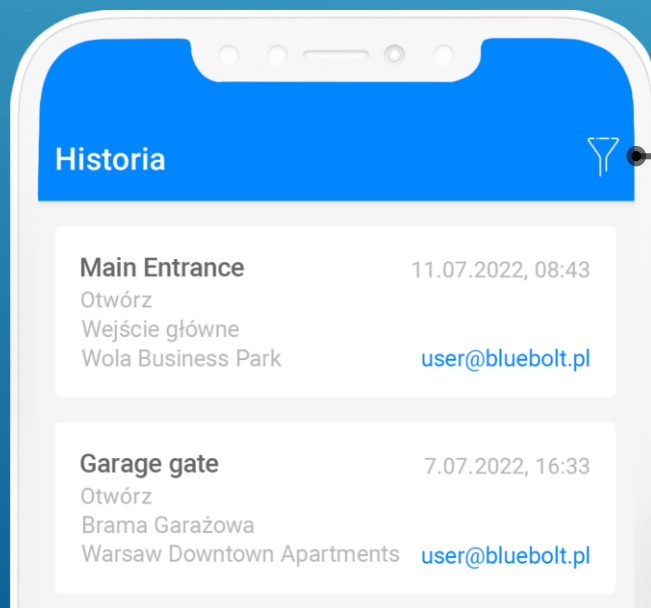 Historia
Main Entrance 11.07.2022, 08:43
Otwórz
Wejście główne
Wola Business Park user@bluebolt.pl
Garage gate 7.07.2022, 16:33
Otwórz
Brama Garażowa
Warsaw Downtown Apartments user@bluebolt.pl